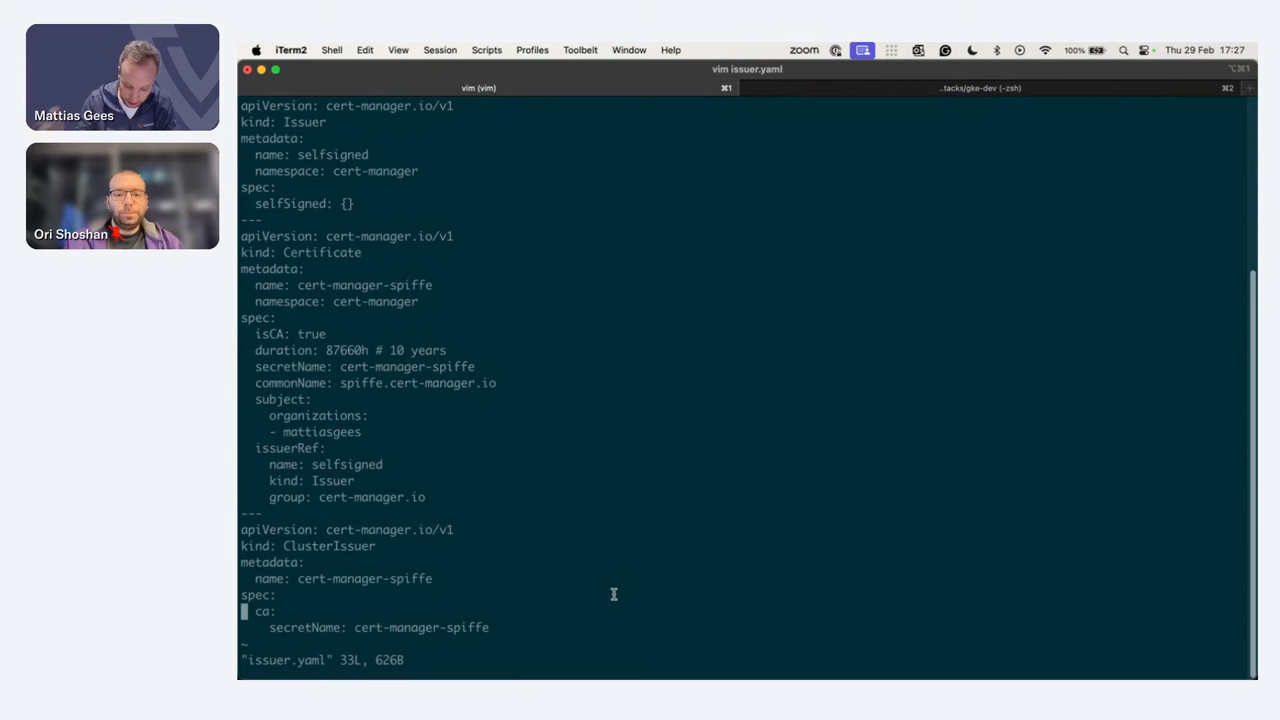 Mattias Gees
Ori Shoshan
iTerm2 Shell Edit View Session Scripts Profiles Toolbelt Window Help zoom 100% Thu 29 Feb 17:27
vim issuer.yaml ⌥⌘1
vim (vim) ⌘1 ..tacks/gke-dev (-zsh) ⌘2
apiVersion: cert-manager.io/v1
kind: Issuer
metadata:
  name: selfsigned
  namespace: cert-manager
spec:
  selfSigned: {}
---
apiVersion: cert-manager.io/v1
kind: Certificate
metadata:
  name: cert-manager-spiffe
  namespace: cert-manager
spec:
  isCA: true
  duration: 87660h # 10 years
  secretName: cert-manager-spiffe
  commonName: spiffe.cert-manager.io
  subject:
    organizations:
    - mattiasgees
  issuerRef:
    name: selfsigned
    kind: Issuer
    group: cert-manager.io
---
apiVersion: cert-manager.io/v1
kind: ClusterIssuer
metadata:
  name: cert-manager-spiffe
spec:
  ca:
    secretName: cert-manager-spiffe
~
"issuer.yaml" 33L, 626B